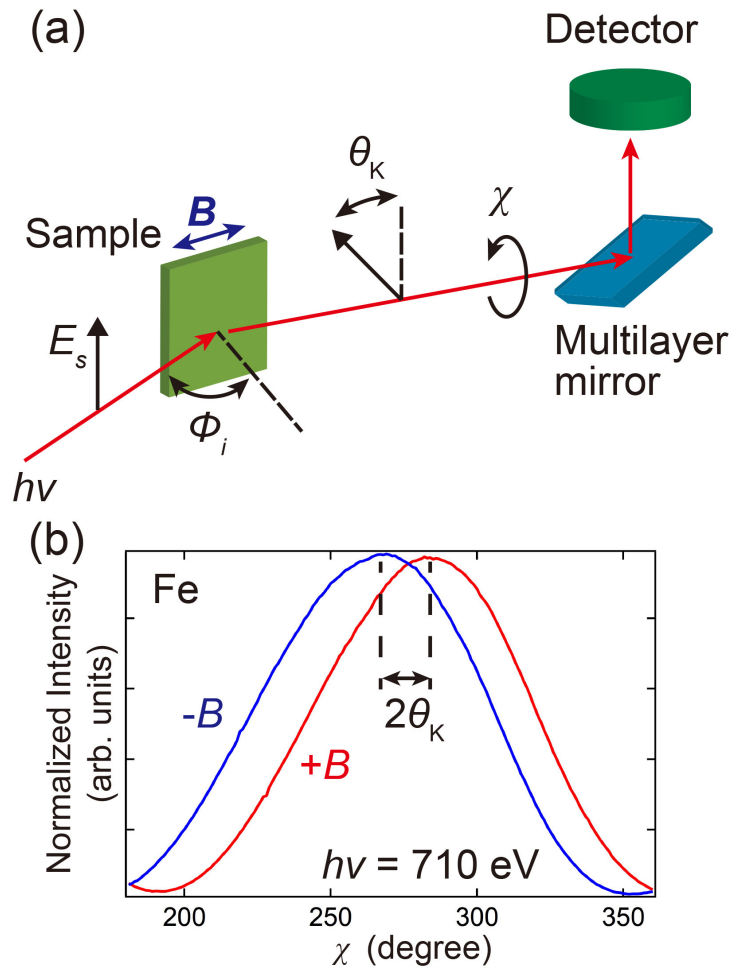 (a)
Detector
θK
B
χ
Sample
Es
Multilayer
mirror
Φi
hν
(b)
Fe
Normalized Intensity
(arb. units)
-B
2θK
+B
hν = 710 eV
200
250
300
350
χ (degree)